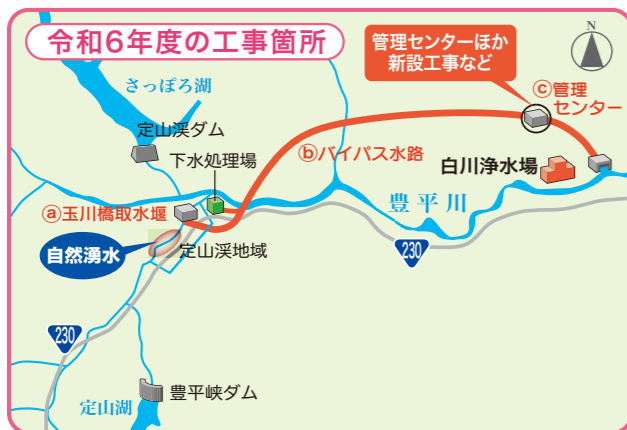 令和6年度の工事箇所
N
管理センターほか
新設工事など
さっぽろ湖
ⓒ管理
センター
定山渓ダム
下水処理場
ⓑバイパス水路
白川浄水場
豊平川
ⓐ玉川橋取水堰
自然湧水
定山渓地域
230
230
豊平峡ダム
定山湖